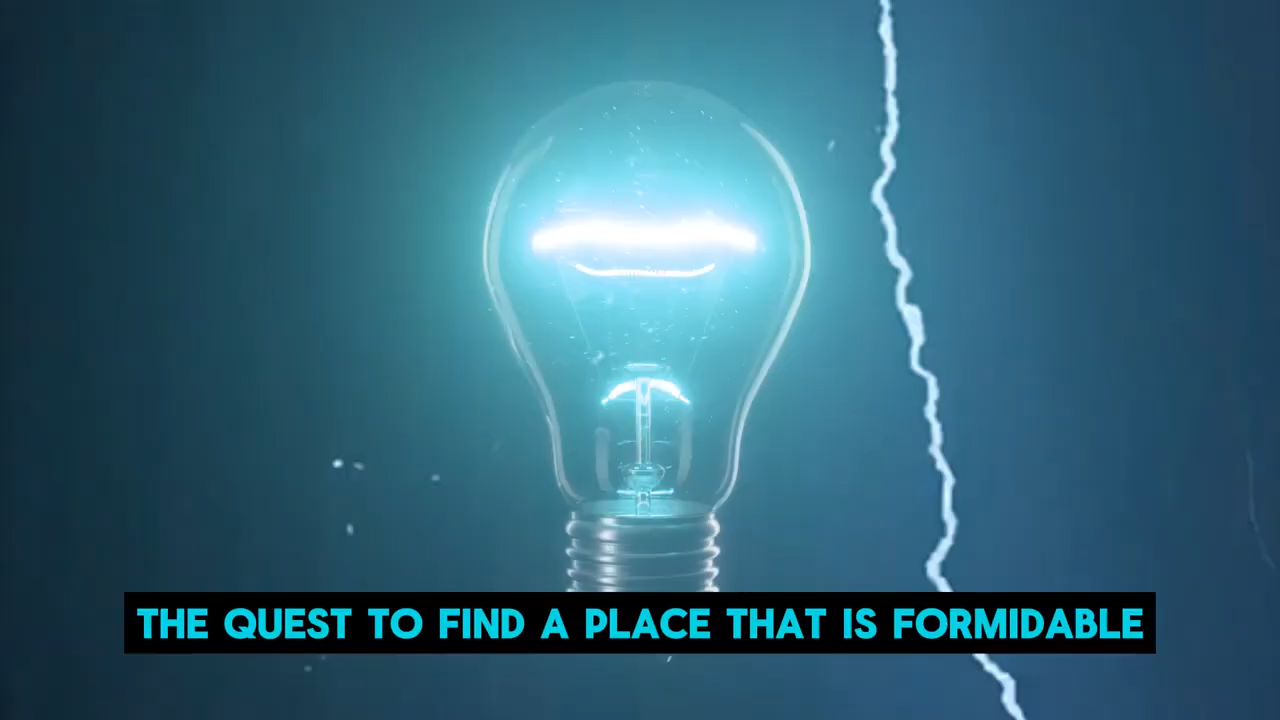 THE QUEST TO FIND A PLACE THAT IS FORMIDABLE